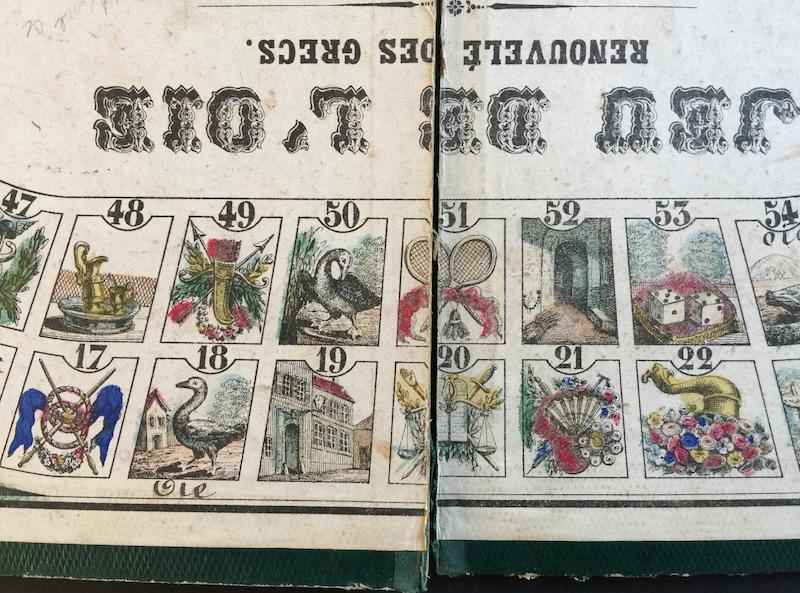 JEU DE L'OIE
RENOUVELÉ DES GRECS.
47 48 49 50 51 52 53 54
17 18 19 20 21 22
Oie